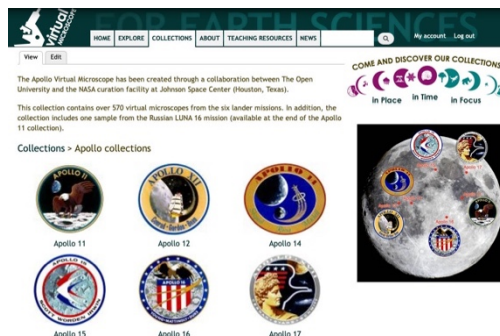 virtual
MICROSCOPE
FOR EARTH SCIENCES
HOME EXPLORE COLLECTIONS ABOUT TEACHING RESOURCES NEWS
My account Log out
View Edit
The Apollo Virtual Microscope has been created through a collaboration between The Open
University and the NASA curation facility at Johnson Space Center (Houston, Texas).
This collection contains over 570 virtual microscopes from the six lander missions. In addition, the
collection includes one sample from the Russian LUNA 16 mission (available at the end of the Apollo
11 collection).
Collections > Apollo collections
COME AND DISCOVER OUR COLLECTIONS
in Place in Time in Focus
APOLLO 11
APOLLO XII
APOLLO 14
Apollo 11 Apollo 12 Apollo 14
APOLLO 15
SCOTT WORDEN IRWIN
APOLLO 16
Apollo 15 Apollo 16 Apollo 17